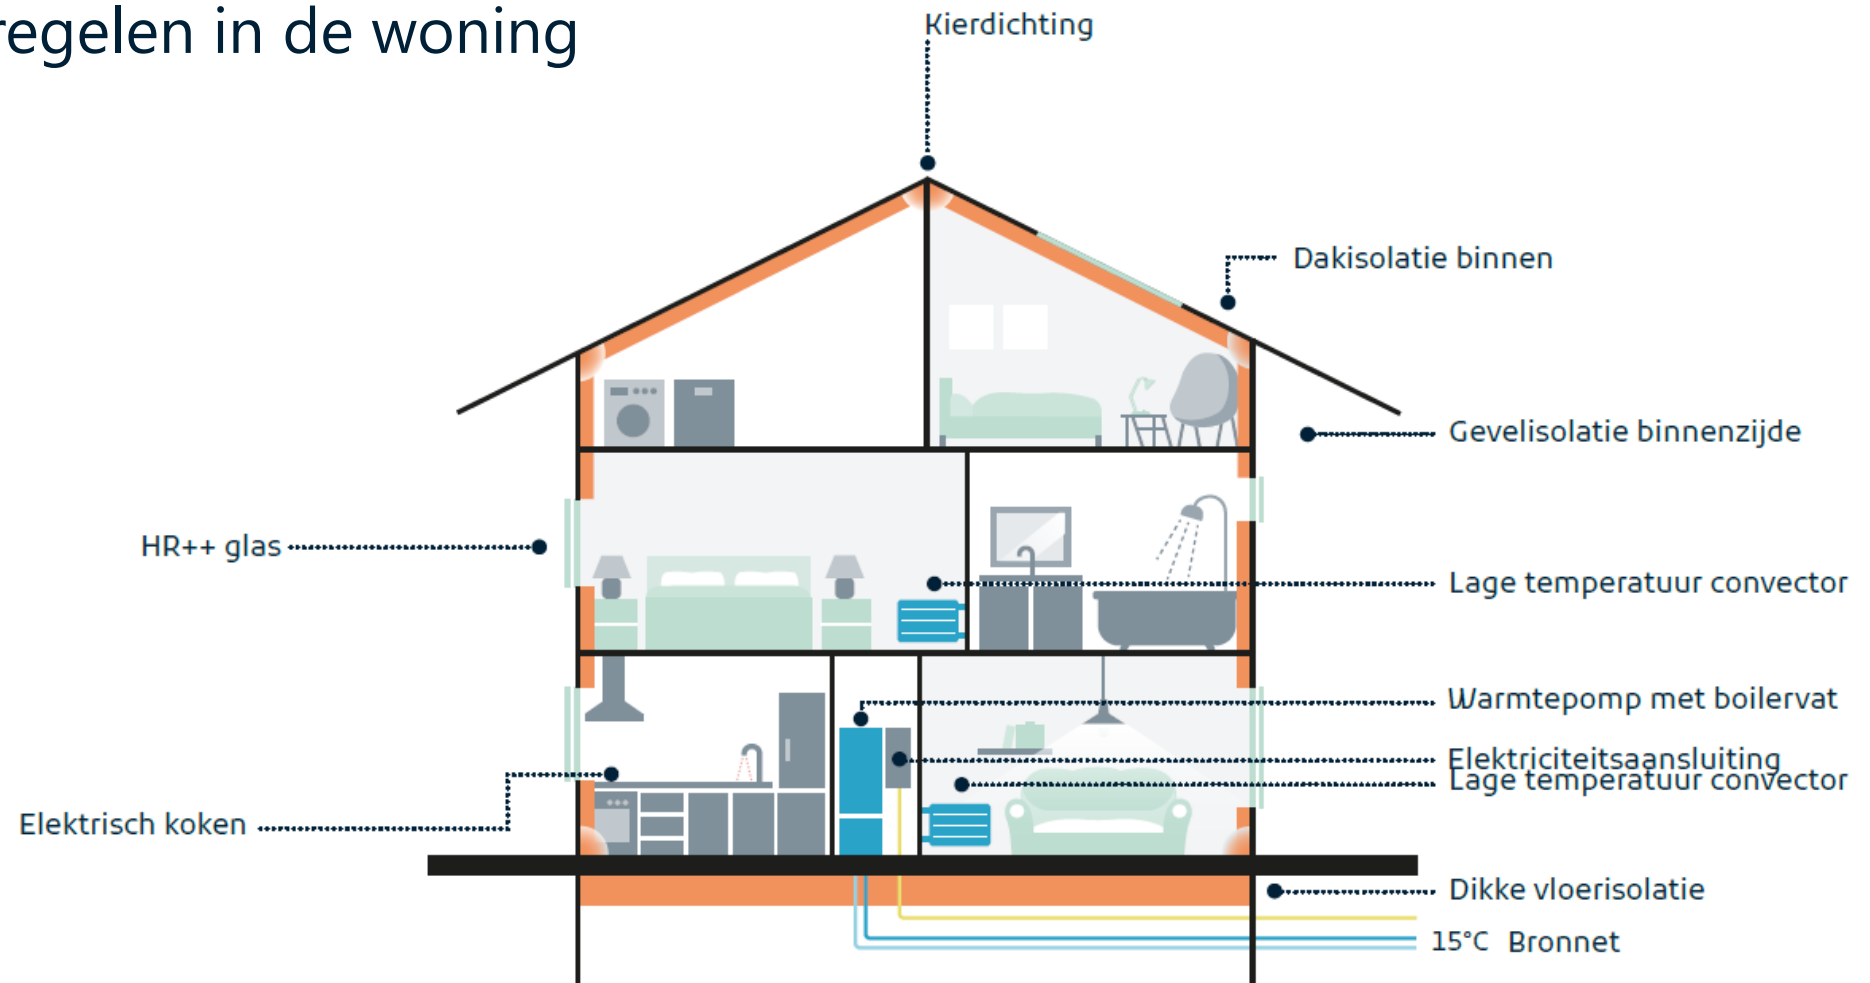 regelen in de woning
Kierdichting
Dakisolatie binnen
Gevelisolatie binnenzijde
HR++ glas
Lage temperatuur convector
Warmtepomp met boilervat
Elektriciteitsaansluiting
Lage temperatuur convector
Elektrisch koken
Dikke vloerisolatie
15°C Bronnet